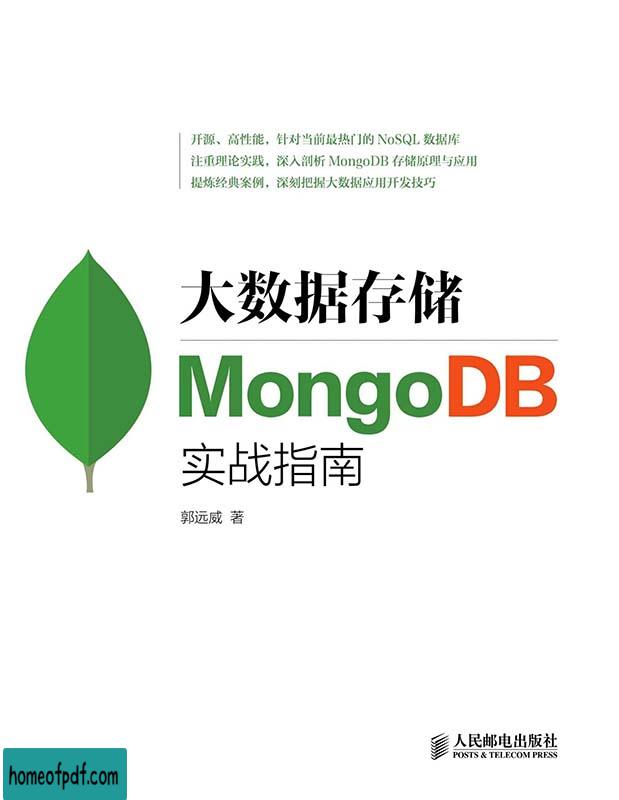 开源、高性能，针对当前最热门的 NoSQL 数据库
注重理论实践，深入剖析 MongoDB 存储原理与应用
提炼经典案例，深刻把握大数据应用开发技巧
大数据存储
MongoDB
实战指南
郭远威 著
人民邮电出版社
POSTS & TELECOM PRESS
homeofpdf.com